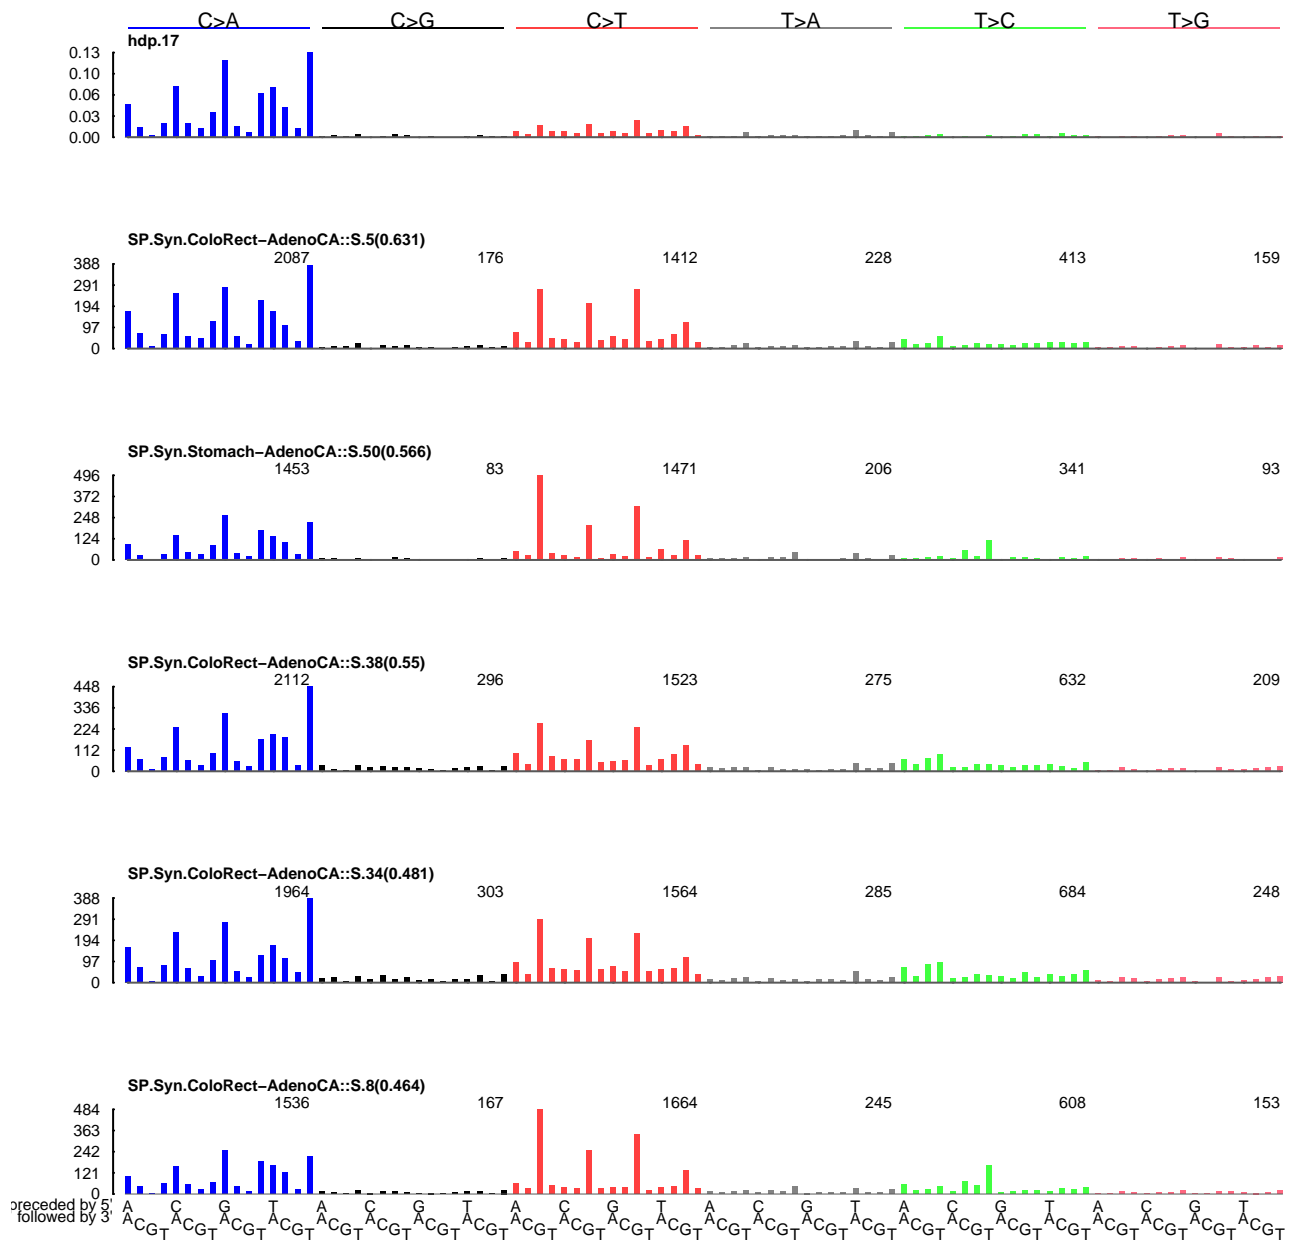 C>A C>G C>T T>A T>C T>G
hdp.17
0.13
0.10
0.06
0.03
0.00
SP.Syn.ColoRect−AdenoCA::S.5(0.631)
2087 176 1412 228 413 159
388
291
194
97
0
SP.Syn.Stomach−AdenoCA::S.50(0.566)
1453 83 1471 206 341 93
496
372
248
124
0
SP.Syn.ColoRect−AdenoCA::S.38(0.55)
2112 296 1523 275 632 209
448
336
224
112
0
SP.Syn.ColoRect−AdenoCA::S.34(0.481)
1964 303 1564 285 684 248
388
291
194
97
0
SP.Syn.ColoRect−AdenoCA::S.8(0.464)
1536 167 1664 245 608 153
484
363
242
121
0
preceded by 5' A C G T A C G T A C G T A C G T A C G T A C G T
followed by 3' A C G T A C G T A C G T A C G T A C G T A C G T A C G T A C G T A C G T A C G T A C G T A C G T A C G T A C G T A C G T A C G T A C G T A C G T A C G T A C G T A C G T A C G T A C G T A C G T